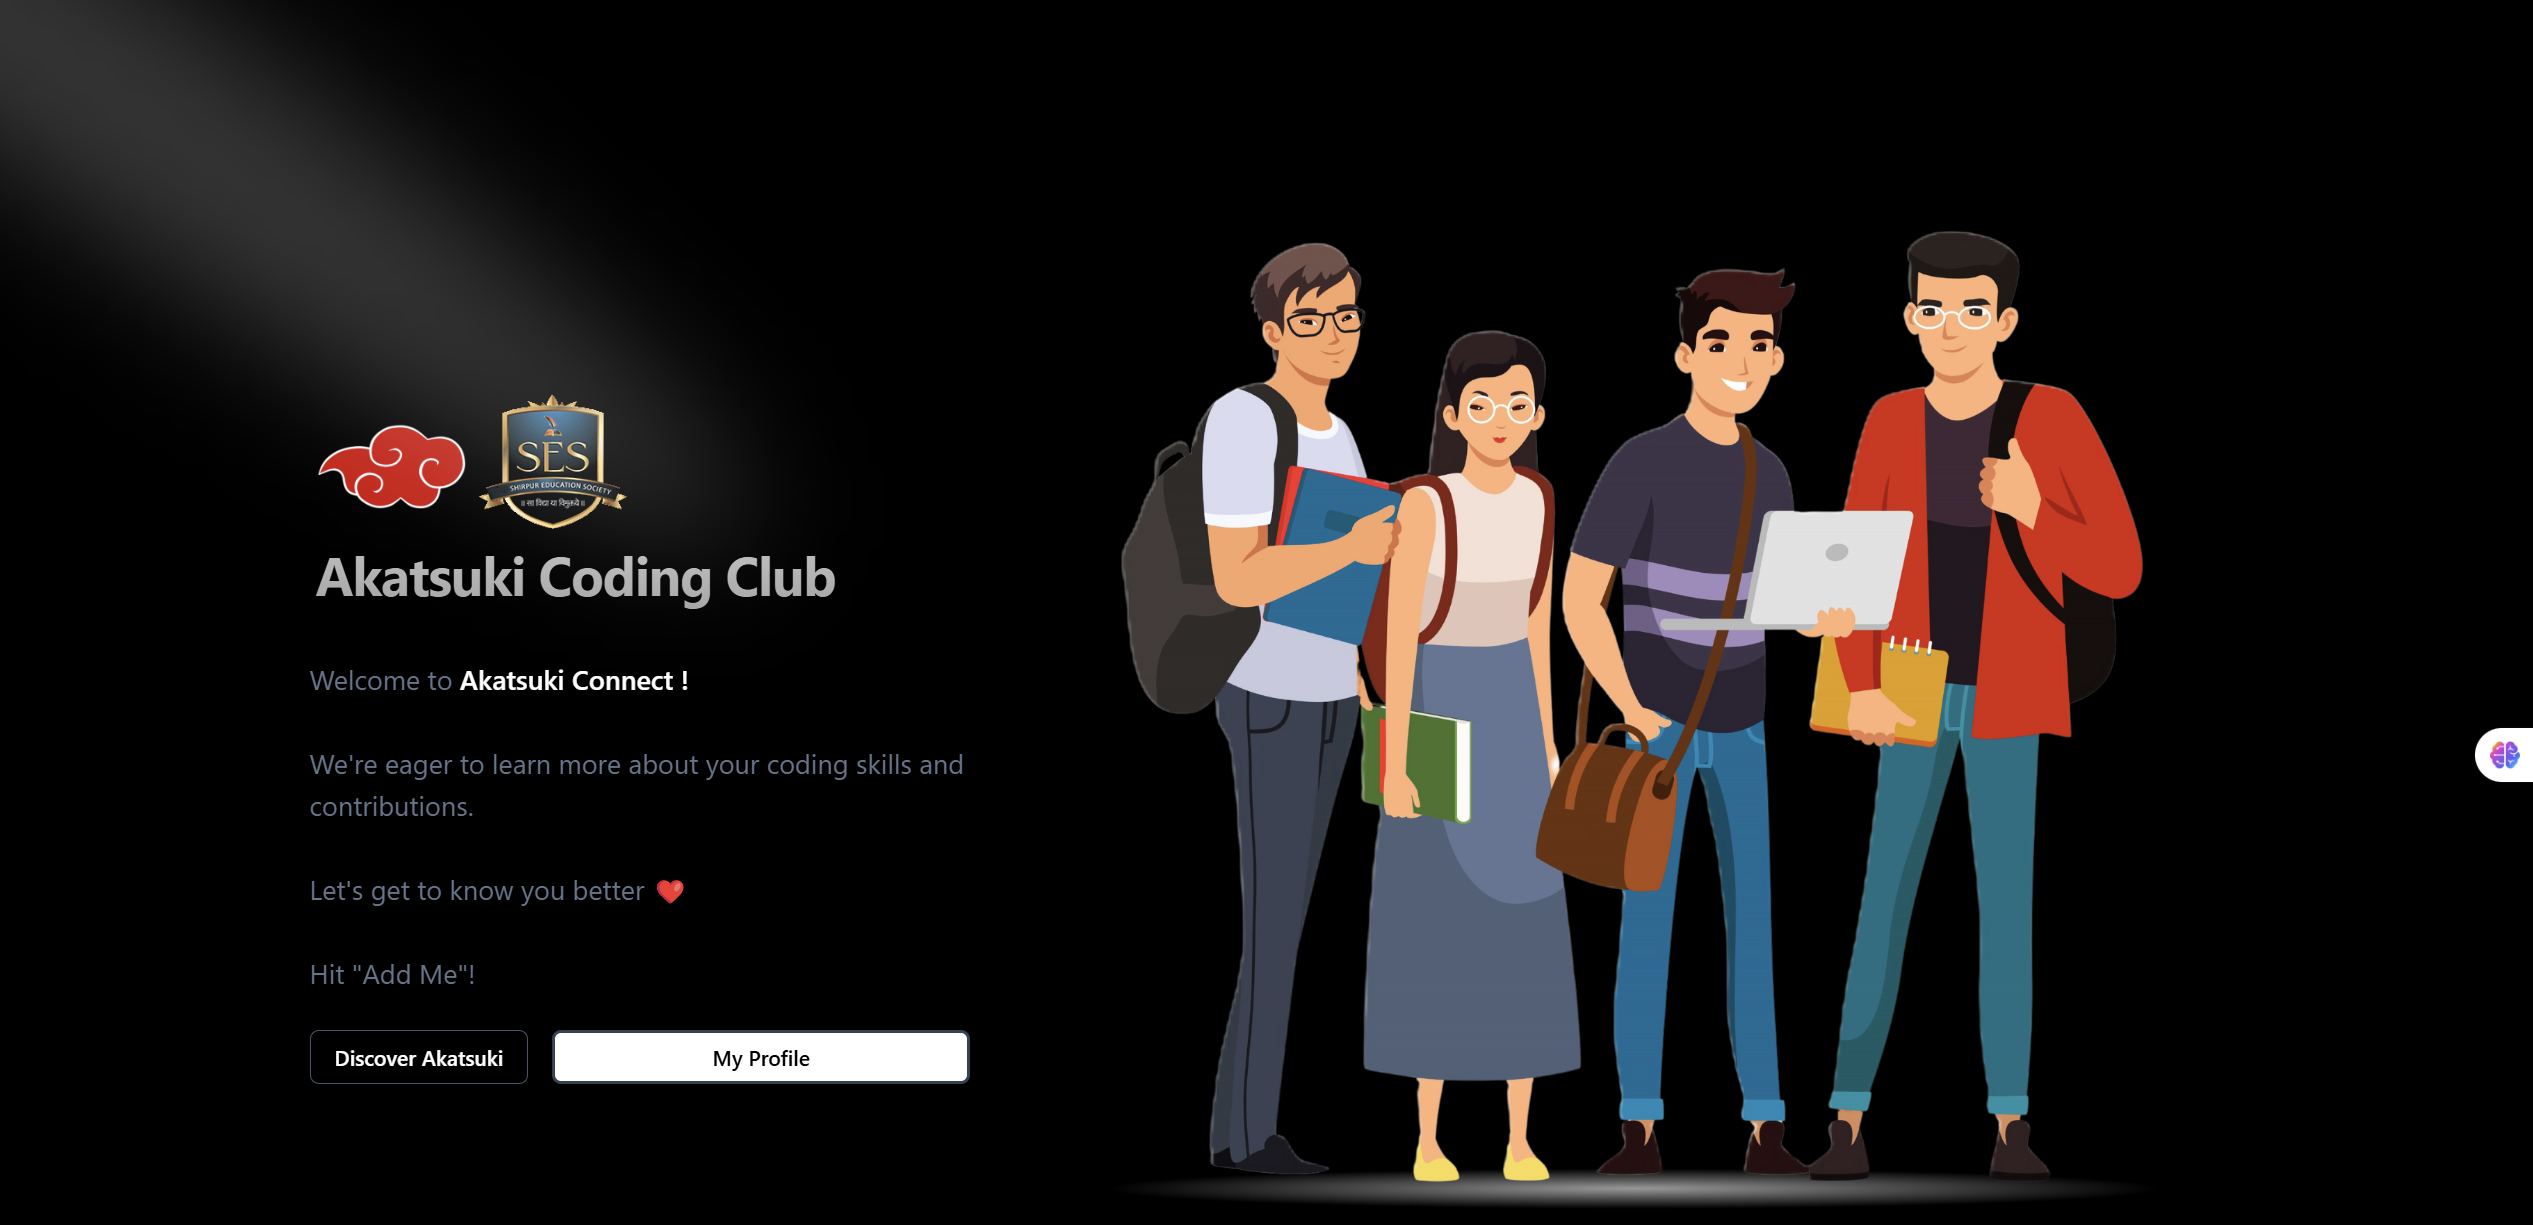 SES
SHIRPUR EDUCATION SOCIETY
॥ सा विद्या या विमुक्तये ॥
Akatsuki Coding Club
Welcome to Akatsuki Connect !
We're eager to learn more about your coding skills and
contributions.
Let's get to know you better ❤️
Hit "Add Me"!
Discover Akatsuki
My Profile